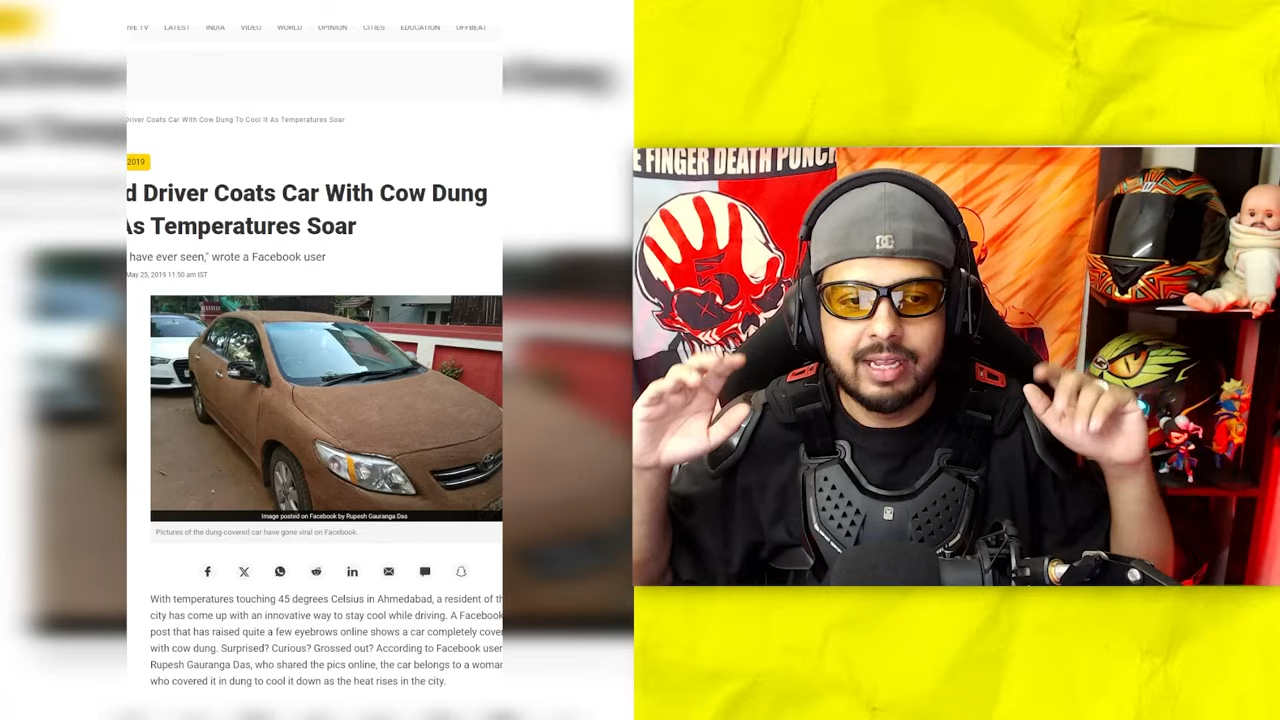 IVE TV LATEST INDIA VIDEO WORLD OPINION CITIES EDUCATION OFFBEAT
Driver Coats Car With Cow Dung To Cool It As Temperatures Soar
2019
d Driver Coats Car With Cow Dung
As Temperatures Soar
have ever seen," wrote a Facebook user
May 25, 2019 11:50 am IST
Image posted on Facebook by Rupesh Gauranga Das
Pictures of the dung-covered car have gone viral on Facebook.
With temperatures touching 45 degrees Celsius in Ahmedabad, a resident of th
city has come up with an innovative way to stay cool while driving. A Facebook
post that has raised quite a few eyebrows online shows a car completely cover
with cow dung. Surprised? Curious? Grossed out? According to Facebook user
Rupesh Gauranga Das, who shared the pics online, the car belongs to a woman
who covered it in dung to cool it down as the heat rises in the city.
E FINGER DEATH PUNCH
DC